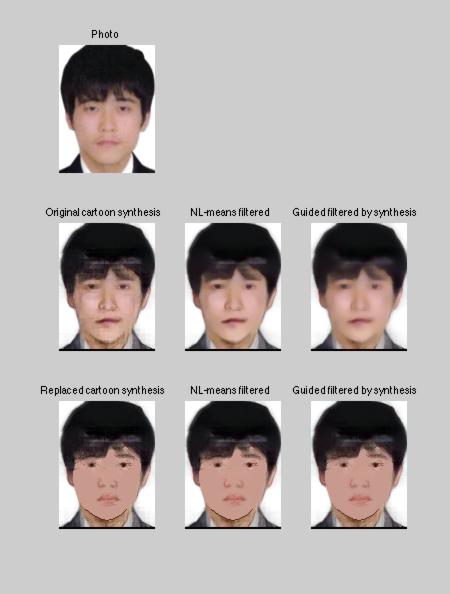 Photo
Original cartoon synthesis
NL-means filtered
Guided filtered by synthesis
Replaced cartoon synthesis
NL-means filtered
Guided filtered by synthesis